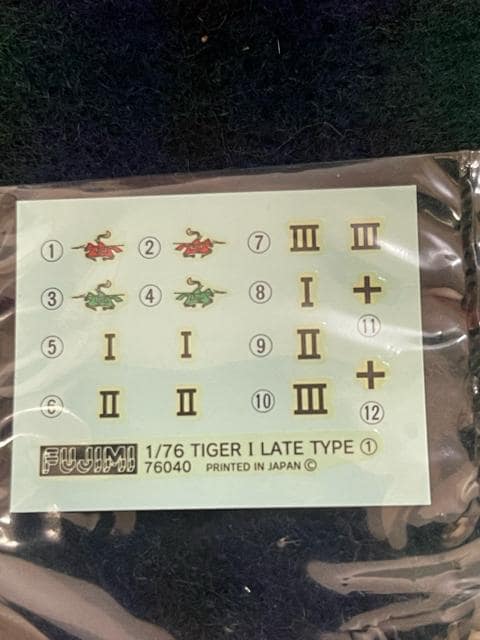 ① ② ⑦ III III
③ ④ ⑧ I +
⑪
⑤ I I ⑨ II
+
⑥ II II ⑩ III ⑫
FUJIMI 1/76 TIGER I LATE TYPE ①
76040 PRINTED IN JAPAN ©